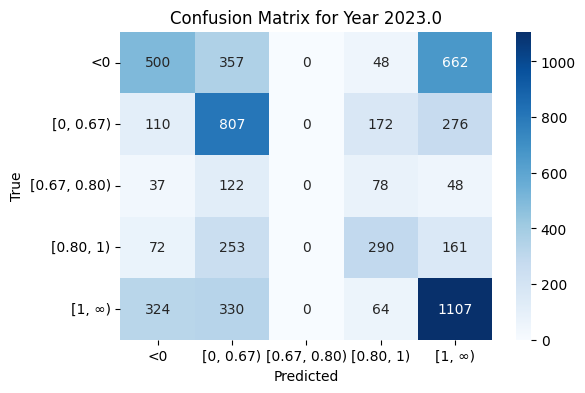 Confusion Matrix for Year 2023.0
True
<0 500 357 0 48 662
[0, 0.67) 110 807 0 172 276
[0.67, 0.80) 37 122 0 78 48
[0.80, 1) 72 253 0 290 161
[1, ∞) 324 330 0 64 1107
<0 [0, 0.67) [0.67, 0.80) [0.80, 1) [1, ∞)
Predicted
1000
800
600
400
200
0